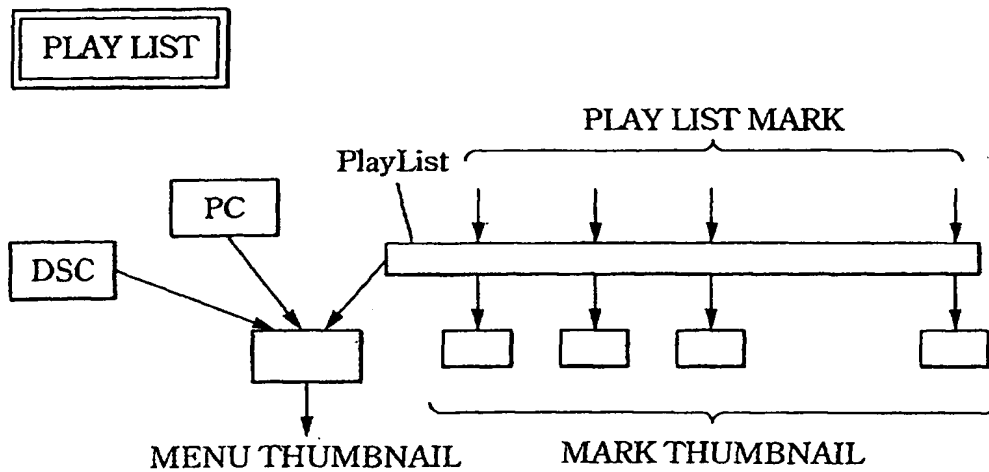 PLAY LIST
PLAY LIST MARK
PlayList
PC
DSC
MENU THUMBNAIL
MARK THUMBNAIL